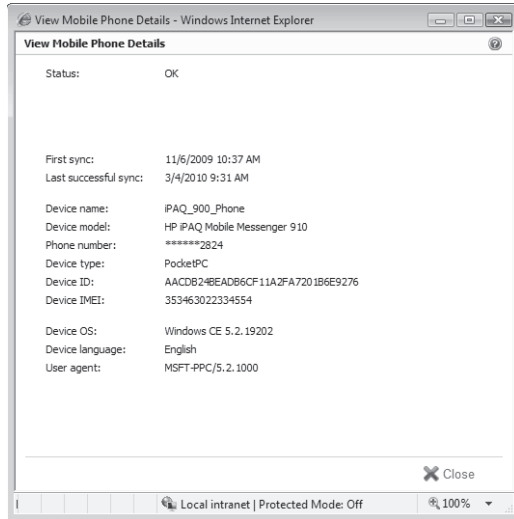 View Mobile Phone Details - Windows Internet Explorer
View Mobile Phone Details
Status: OK
First sync: 11/6/2009 10:37 AM
Last successful sync: 3/4/2010 9:31 AM
Device name: iPAQ_900_Phone
Device model: HP iPAQ Mobile Messenger 910
Phone number: ******2824
Device type: PocketPC
Device ID: AACDB24BEADB6CF11A2FA7201B6E9276
Device IMEI: 353463022334554
Device OS: Windows CE 5.2.19202
Device language: English
User agent: MSFT-PPC/5.2.1000
Close
Local intranet | Protected Mode: Off 100%